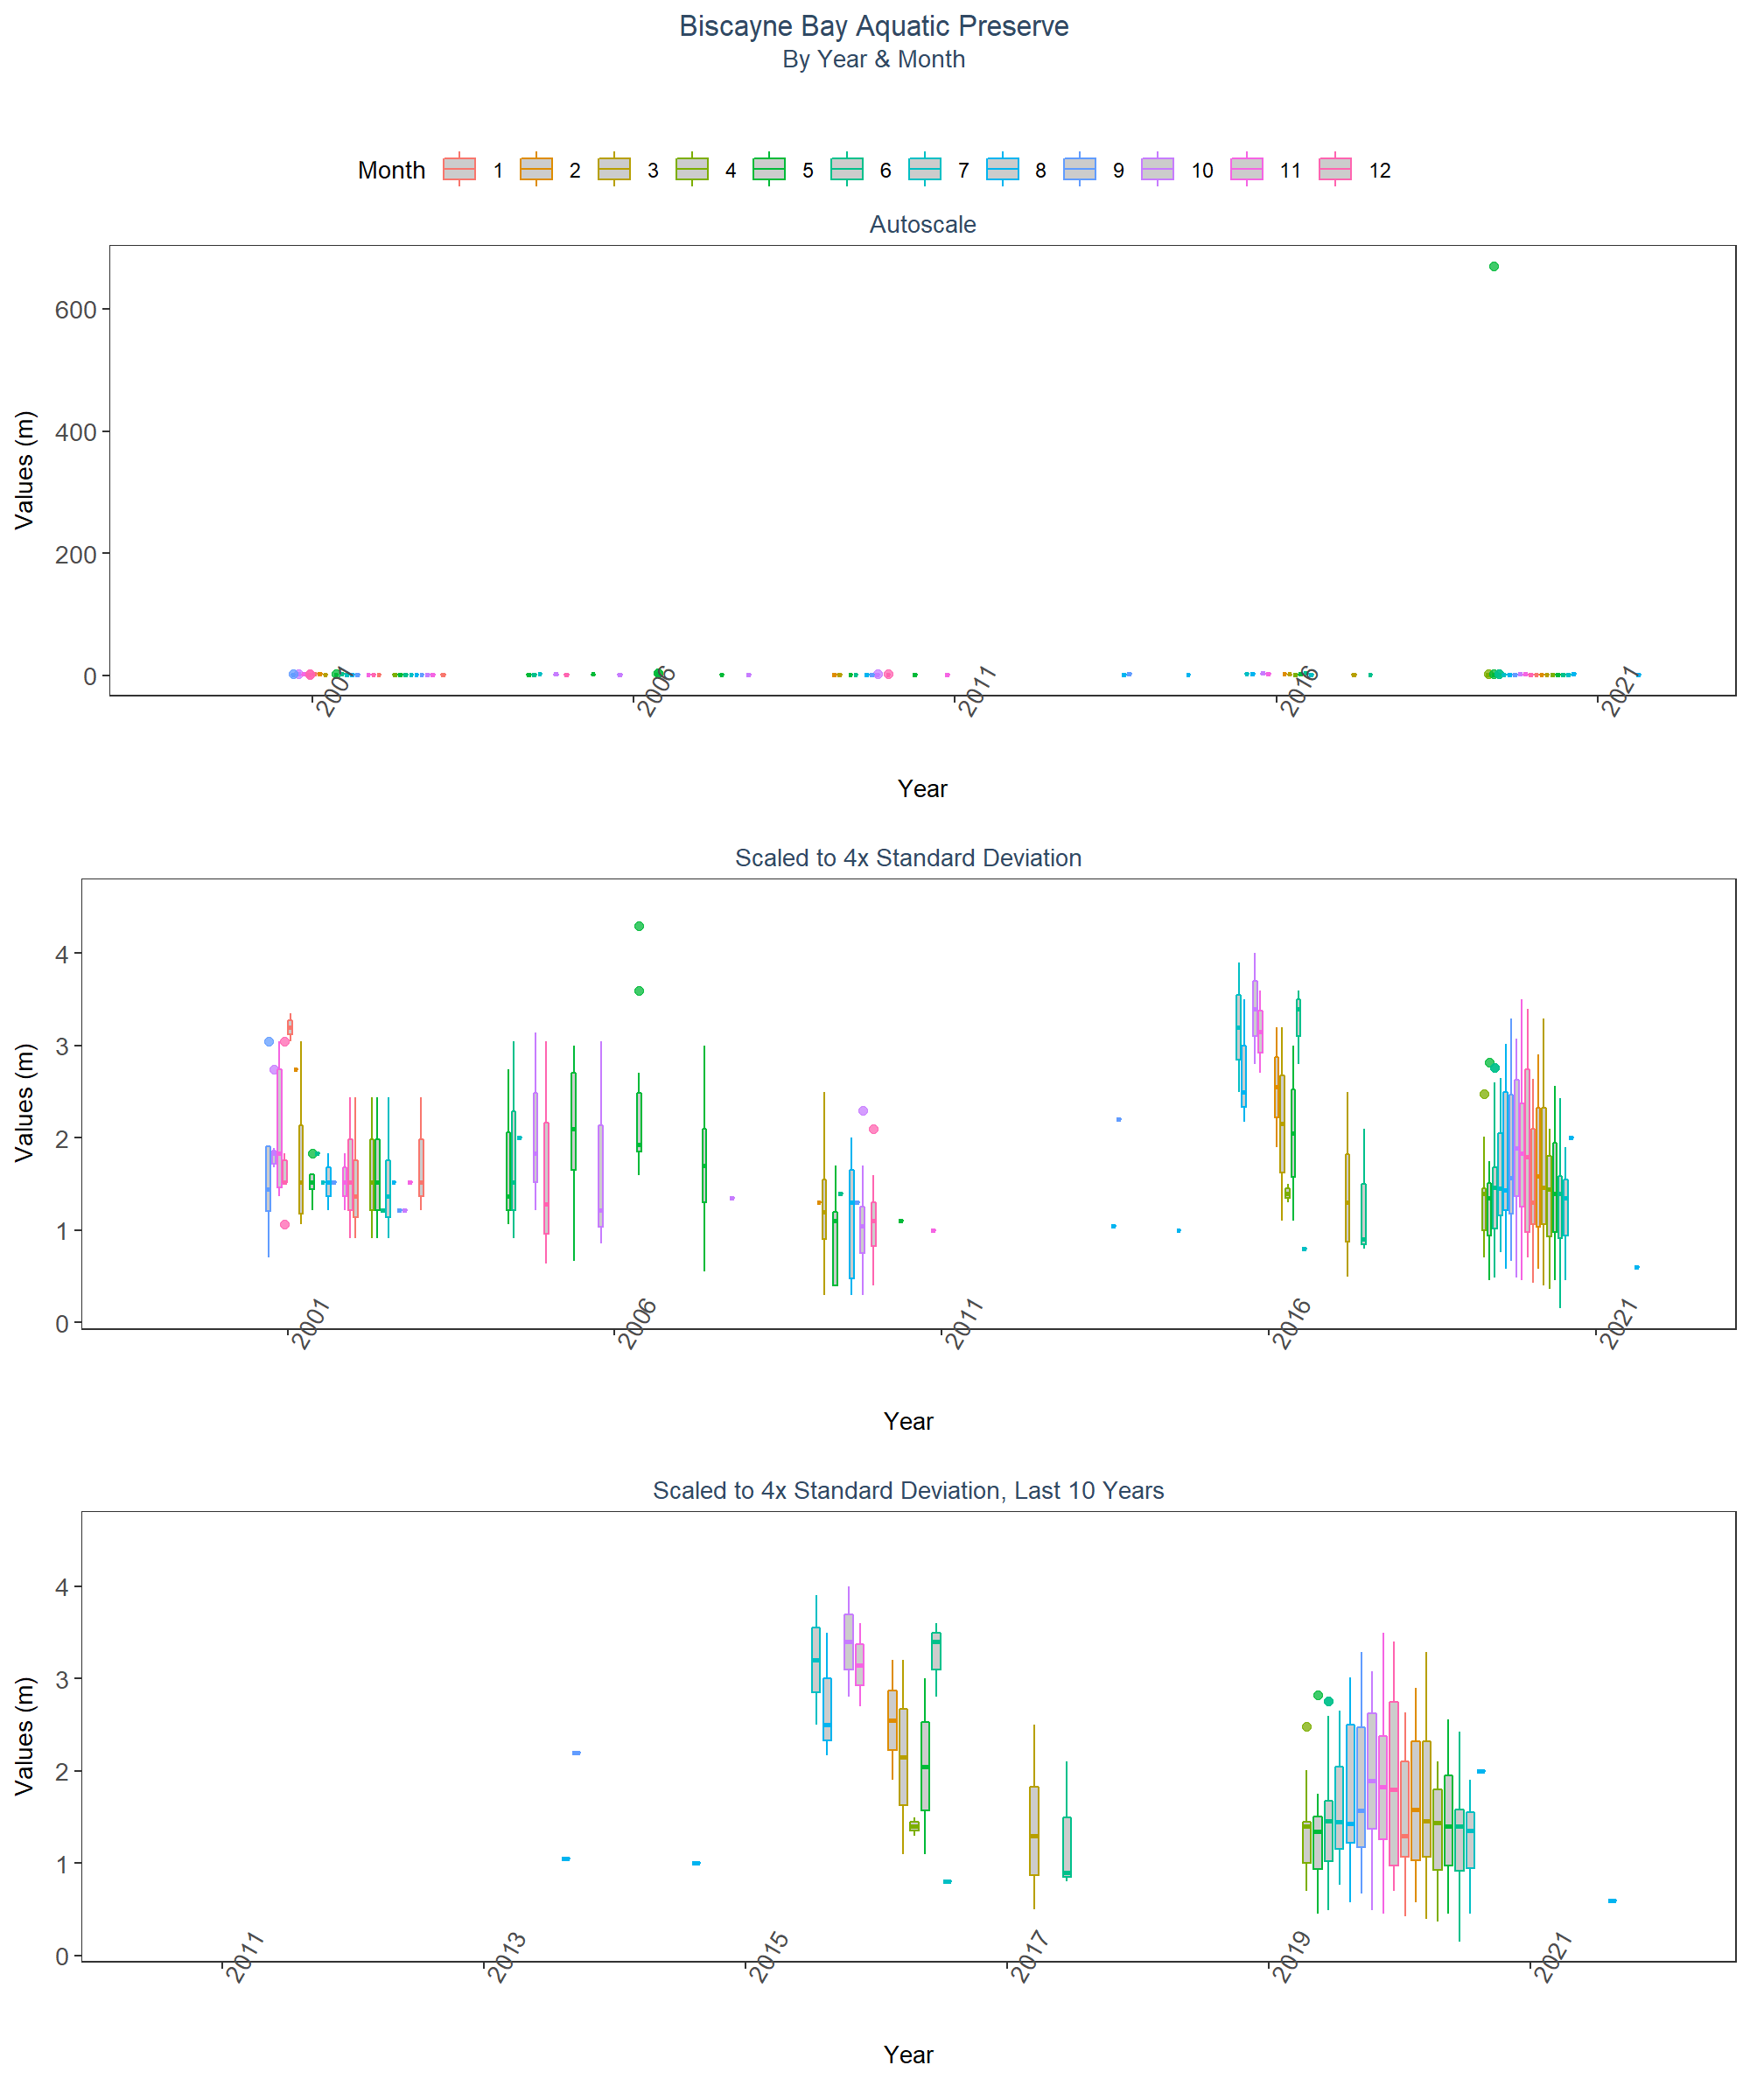 Biscayne Bay Aquatic Preserve
By Year & Month
Month 1 2 3 4 5 6 7 8 9 10 11 12
Autoscale
Values (m)
600
400
200
0
2001 2006 2011 2016 2021
Year
Scaled to 4x Standard Deviation
Values (m)
4
3
2
1
0
2001 2006 2011 2016 2021
Year
Scaled to 4x Standard Deviation, Last 10 Years
Values (m)
4
3
2
1
0
2011 2013 2015 2017 2019 2021
Year